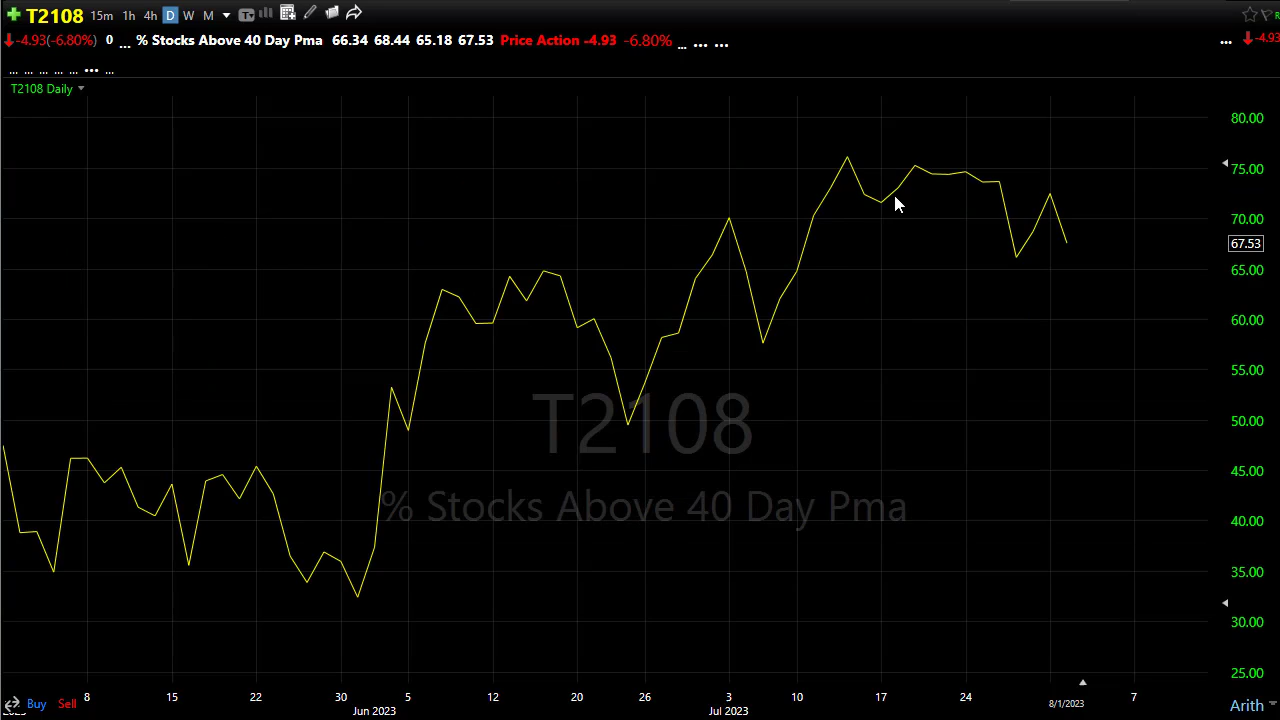 T2108 15m 1h 4h D W M
-4.93(-6.80%) 0 ... % Stocks Above 40 Day Pma 66.34 68.44 65.18 67.53 Price Action -4.93 -6.80% ... ... ... ... -4.93
... ... ... ... ... ... ...
T2108 Daily
80.00
75.00
70.00
67.53
65.00
60.00
55.00
50.00
45.00
40.00
35.00
30.00
25.00
T2108
% Stocks Above 40 Day Pma
8 15 22 30 5 12 20 26 3 10 17 24 7
Buy Sell Jun 2023 Jul 2023 8/1/2023 Arith